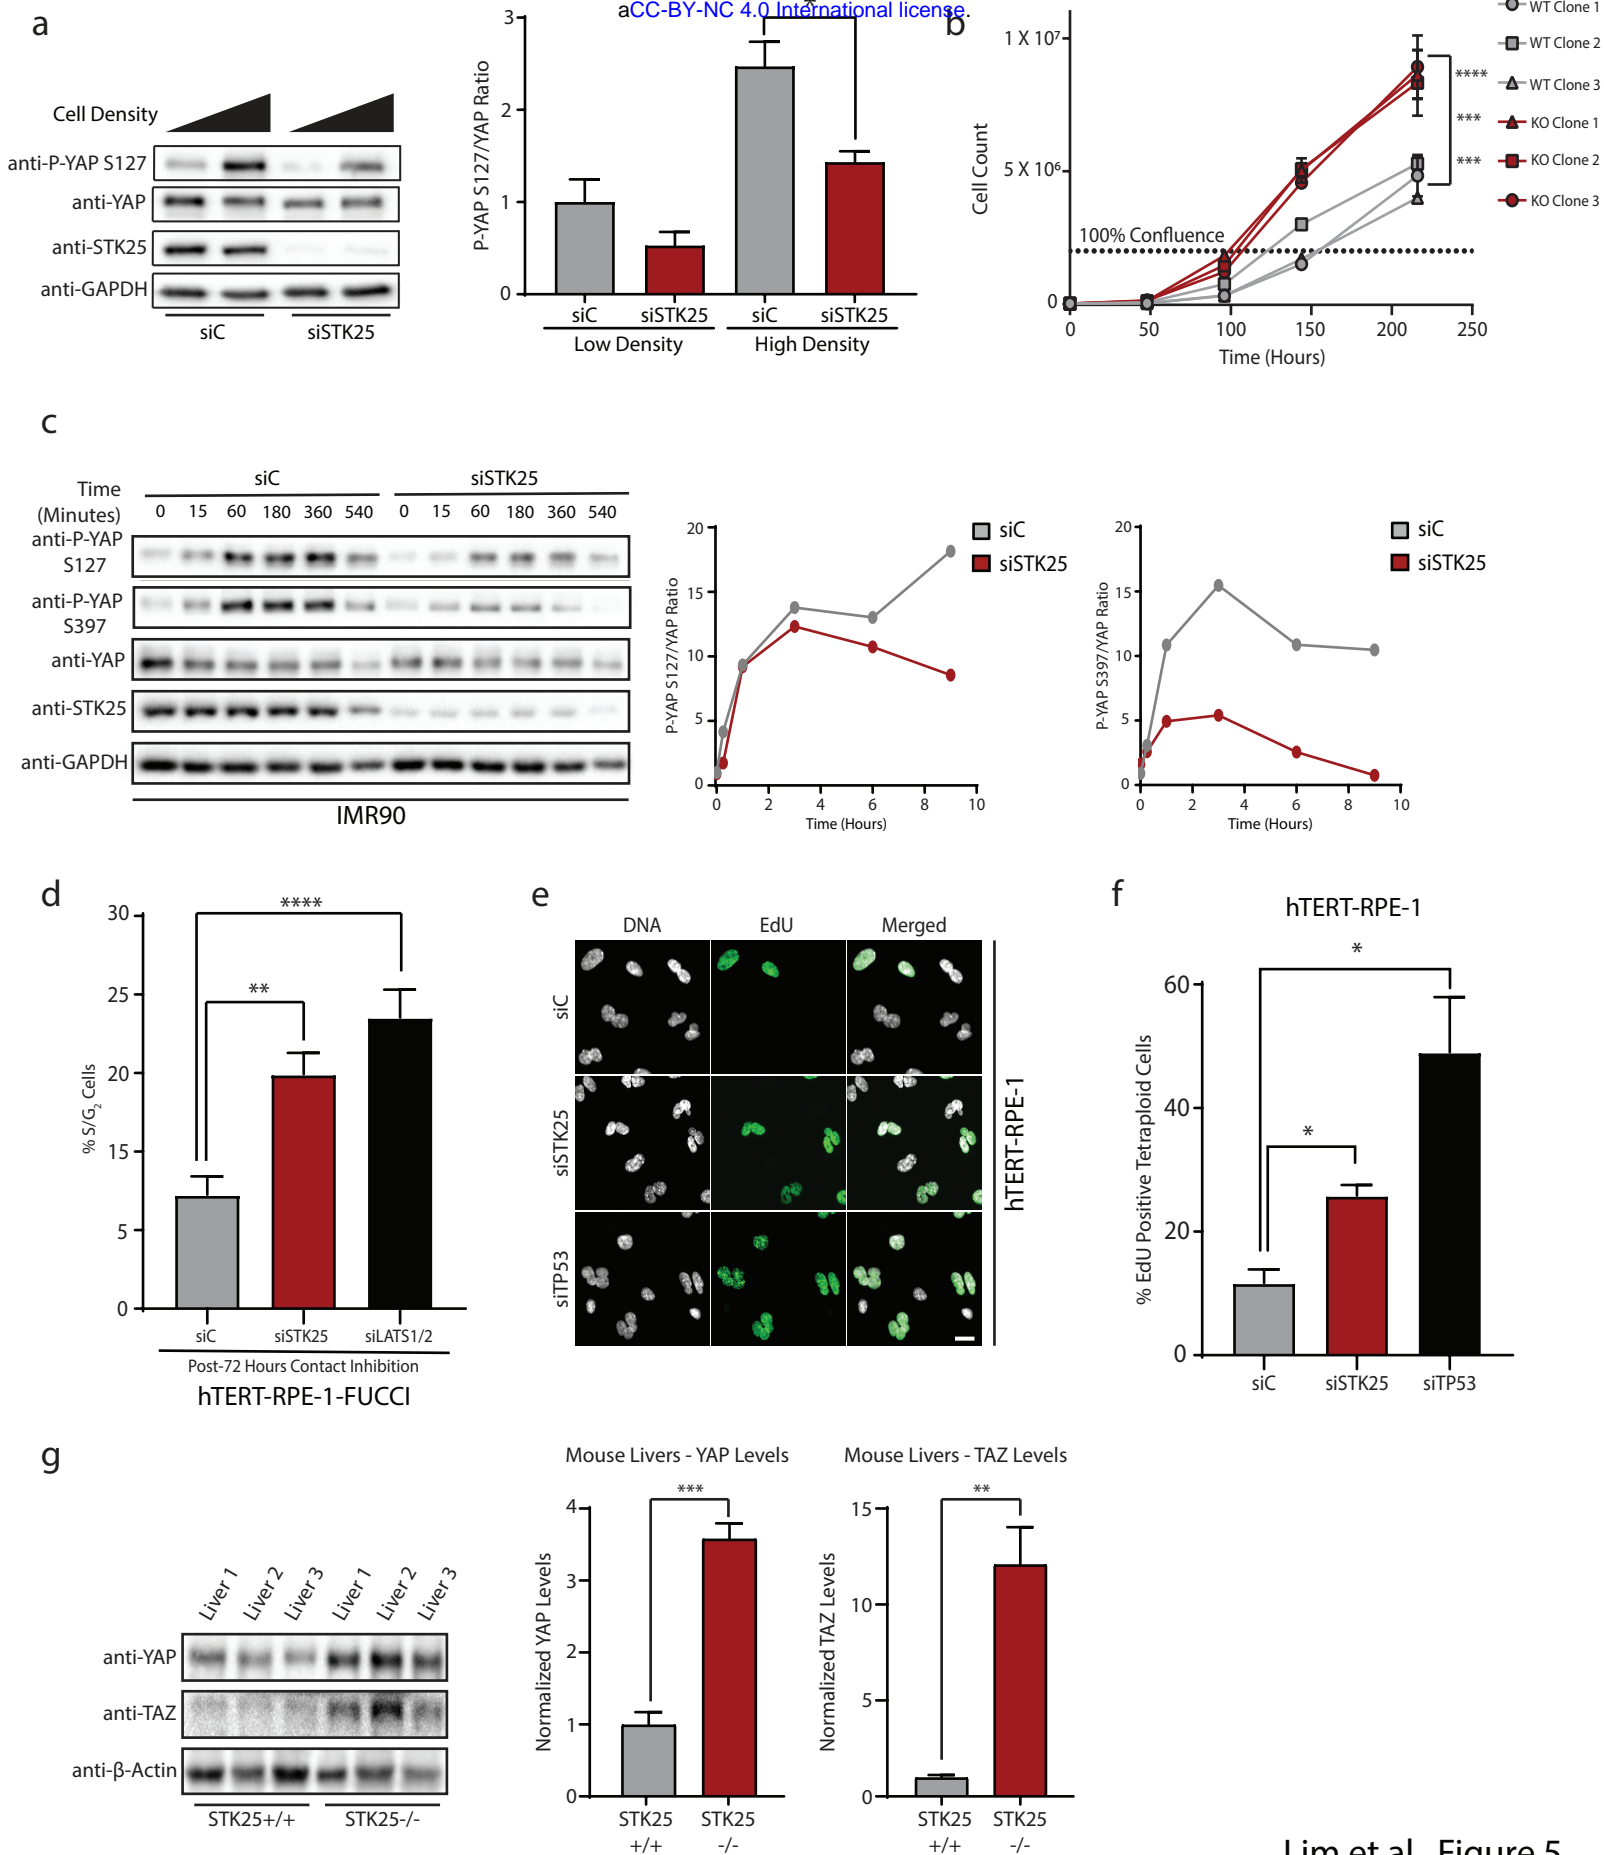 aCC-BY-NC 4.0 International license.
a
Cell Density
anti-P-YAP S127
anti-YAP
anti-STK25
anti-GAPDH
siC
siSTK25
P-YAP S127/YAP Ratio
3
2
1
0
*
siC
siSTK25
siC
siSTK25
Low Density
High Density
b
Cell Count
1 X 10⁷
5 X 10⁶
0
100% Confluence
0
50
100
150
200
250
Time (Hours)
****
***
***
WT Clone 1
WT Clone 2
WT Clone 3
KO Clone 1
KO Clone 2
KO Clone 3
c
Time
(Minutes)
siC
siSTK25
0 15 60 180 360 540 0 15 60 180 360 540
anti-P-YAP
S127
anti-P-YAP
S397
anti-YAP
anti-STK25
anti-GAPDH
IMR90
P-YAP S127/YAP Ratio
20
15
10
5
0
0 2 4 6 8 10
Time (Hours)
siC
siSTK25
P-YAP S397/YAP Ratio
20
15
10
5
0
0 2 4 6 8 10
Time (Hours)
siC
siSTK25
d
% S/G₂ Cells
30
25
20
15
5
0
****
**
siC
siSTK25
siLATS1/2
Post-72 Hours Contact Inhibition
hTERT-RPE-1-FUCCI
e
DNA
EdU
Merged
siC
siSTK25
siTP53
hTERT-RPE-1
f
hTERT-RPE-1
% EdU Positive Tetraploid Cells
60
40
20
0
*
*
siC
siSTK25
siTP53
g
Liver 1
Liver 2
Liver 3
Liver 1
Liver 2
Liver 3
anti-YAP
anti-TAZ
anti-β-Actin
STK25+/+
STK25-/-
Mouse Livers - YAP Levels
Normalized YAP Levels
4
3
2
1
0
***
STK25
+/+
STK25
-/-
Mouse Livers - TAZ Levels
Normalized TAZ Levels
15
10
5
0
**
STK25
+/+
STK25
-/-
Lim et al. Figure 5